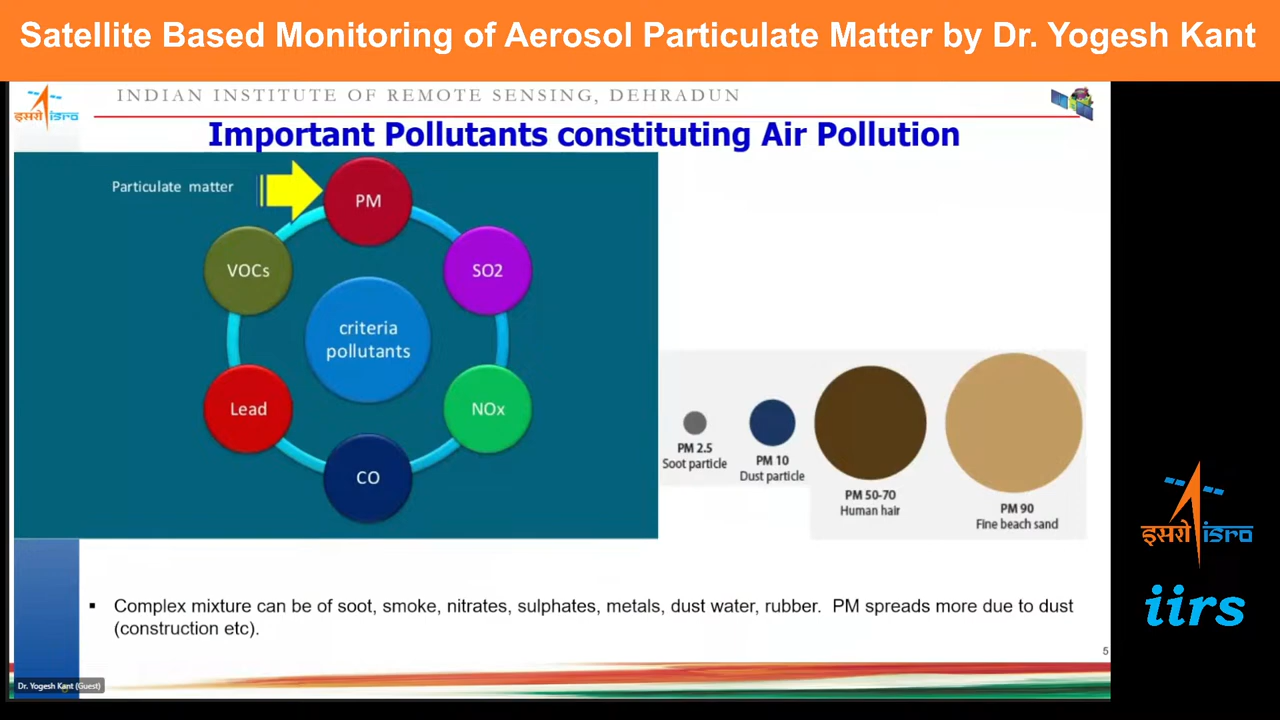 Satellite Based Monitoring of Aerosol Particulate Matter by Dr. Yogesh Kant
INDIAN INSTITUTE OF REMOTE SENSING, DEHRADUN
इसरो isro
Important Pollutants constituting Air Pollution
Particulate matter
PM
VOCs
SO2
criteria
pollutants
Lead
NOx
CO
PM 2.5
Soot particle
PM 10
Dust particle
PM 50-70
Human hair
PM 90
Fine beach sand
इसरो isro
iirs
▪ Complex mixture can be of soot, smoke, nitrates, sulphates, metals, dust water, rubber. PM spreads more due to dust
(construction etc).
5
Dr. Yogesh Kant (Guest)